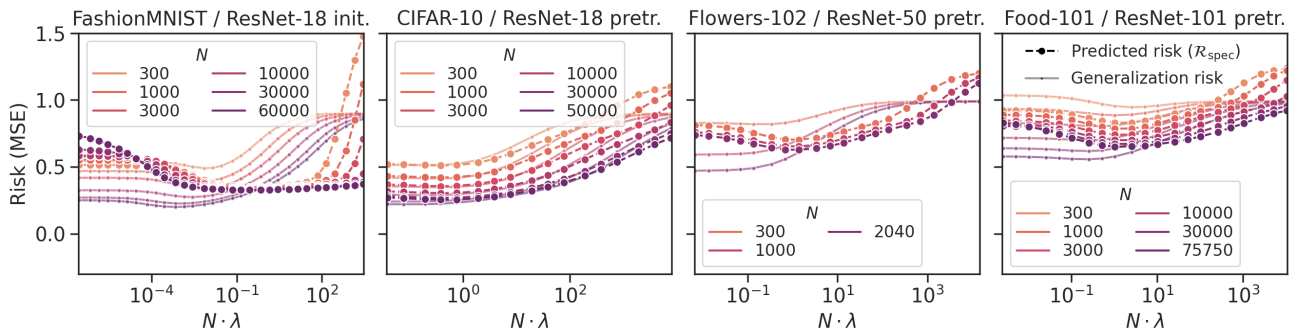 FashionMNIST / ResNet-18 init.
CIFAR-10 / ResNet-18 pretr.
Flowers-102 / ResNet-50 pretr.
Food-101 / ResNet-101 pretr.
Risk (MSE)
1.5
1.0
0.5
0.0
N
300 10000
1000 30000
3000 60000
10⁻⁴ 10⁻¹ 10²
N · λ
N
300 10000
1000 30000
3000 50000
10⁰ 10²
N · λ
N
300 2040
1000
10⁻¹ 10¹ 10³
N · λ
Predicted risk (ℛspec)
Generalization risk
N
300 10000
1000 30000
3000 75750
10⁻¹ 10¹ 10³
N · λ